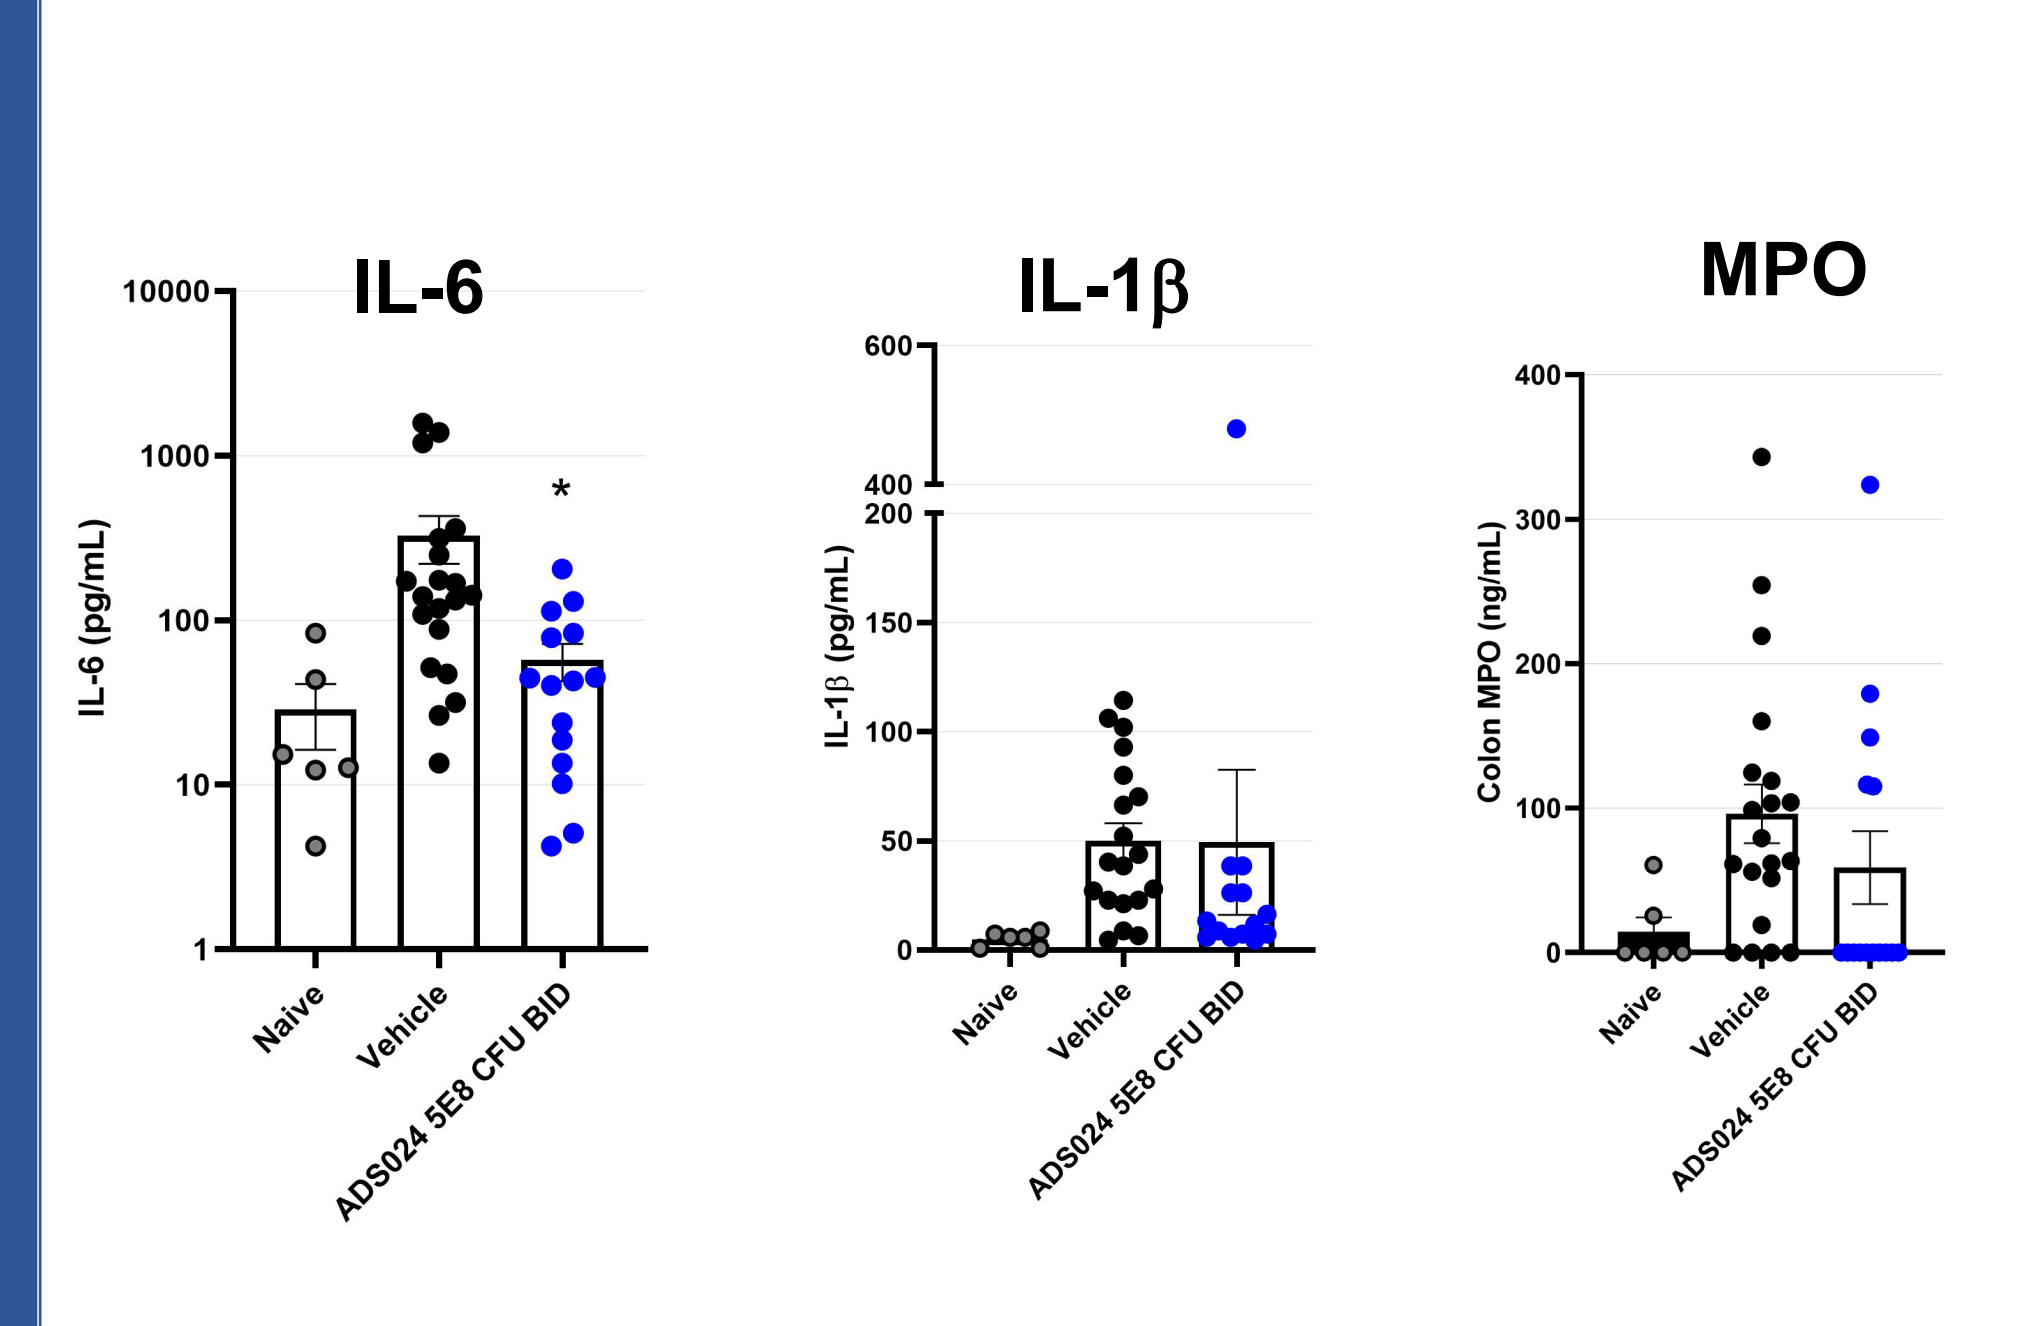 IL-6
10000
1000
100
10
1
IL-6 (pg/mL)
*
Naive
Vehicle
ADS024 5E8 CFU BID
IL-1β
600
400
200
150
100
50
0
IL-1β (pg/mL)
Naive
Vehicle
ADS024 5E8 CFU BID
MPO
400
300
200
100
0
Colon MPO (ng/mL)
Naive
Vehicle
ADS024 5E8 CFU BID